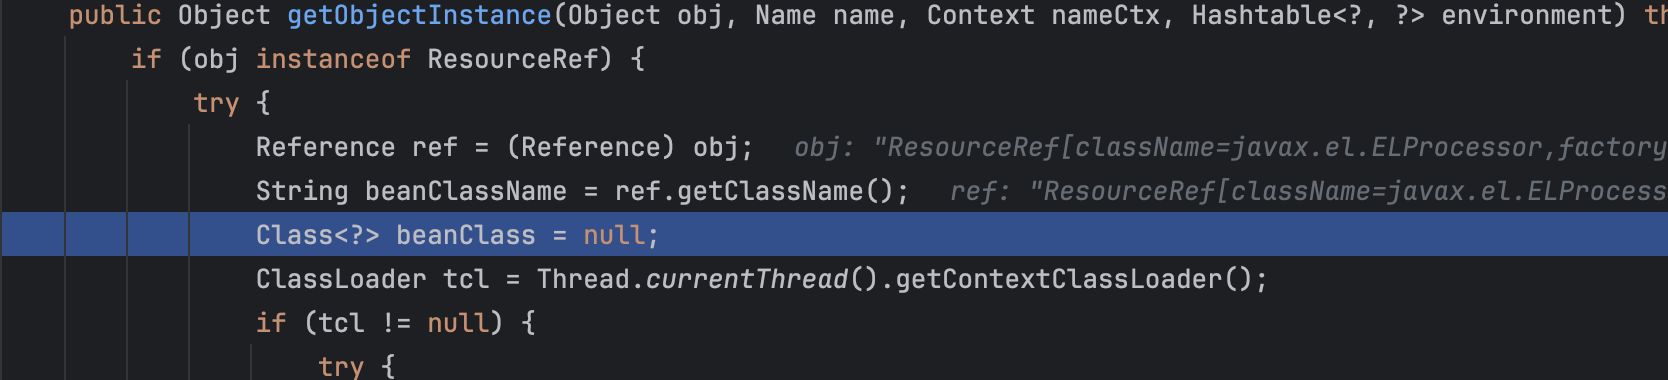 public Object getObjectInstance(Object obj, Name name, Context nameCtx, Hashtable<?, ?> environment) th
if (obj instanceof ResourceRef) {
try {
Reference ref = (Reference) obj; obj: "ResourceRef[className=javax.el.ELProcessor,factory
String beanClassName = ref.getClassName(); ref: "ResourceRef[className=javax.el.ELProcess
Class<?> beanClass = null;
ClassLoader tcl = Thread.currentThread().getContextClassLoader();
if (tcl != null) {
try {